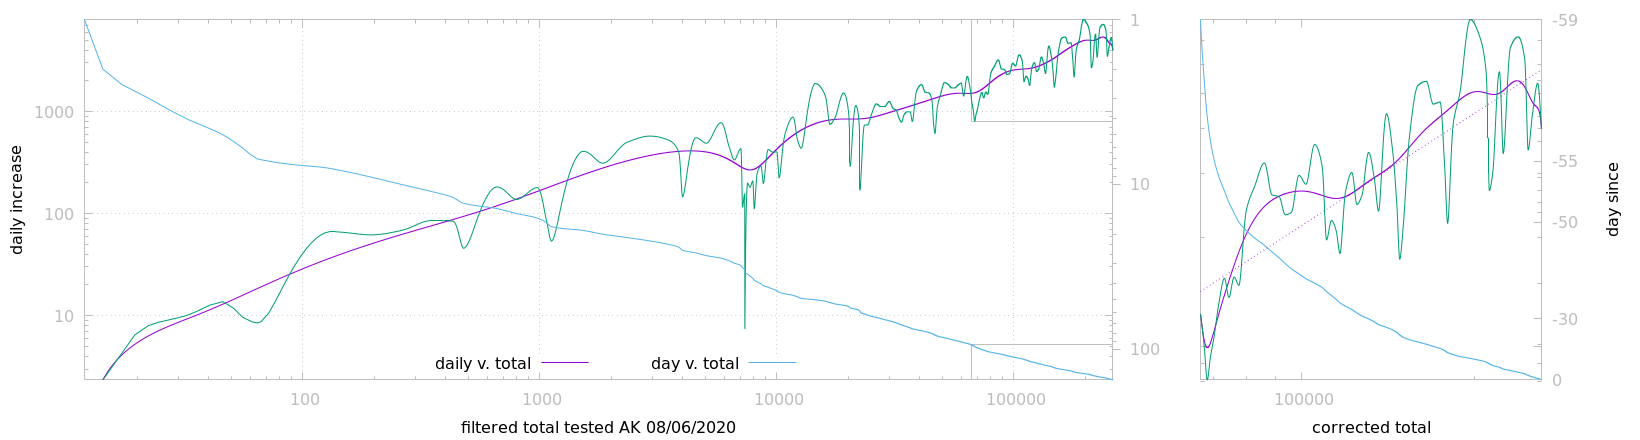 daily increase
1000
100
10
daily v. total
day v. total
100
1000
10000
100000
filtered total tested AK 08/06/2020
1
10
100
day since
-59
-55
-50
-30
0
100000
corrected total